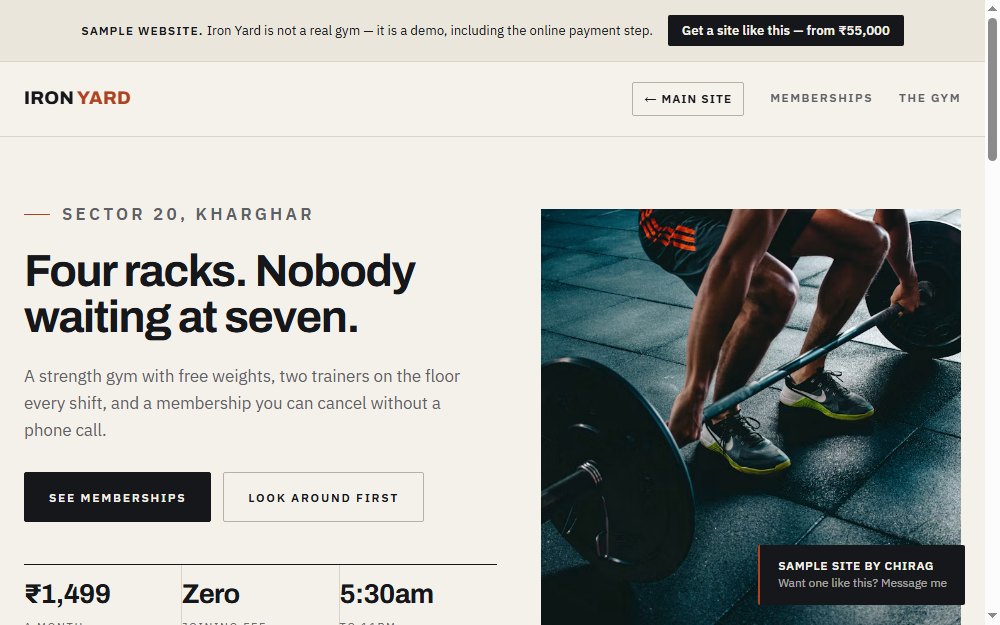 SAMPLE WEBSITE. Iron Yard is not a real gym — it is a demo, including the online payment step.
Get a site like this — from ₹55,000
IRON YARD
← MAIN SITE
MEMBERSHIPS
THE GYM
SECTOR 20, KHARGHAR
Four racks. Nobody
waiting at seven.
A strength gym with free weights, two trainers on the floor
every shift, and a membership you can cancel without a
phone call.
SEE MEMBERSHIPS
LOOK AROUND FIRST
₹1,499
Zero
5:30am
SAMPLE SITE BY CHIRAG
Want one like this? Message me